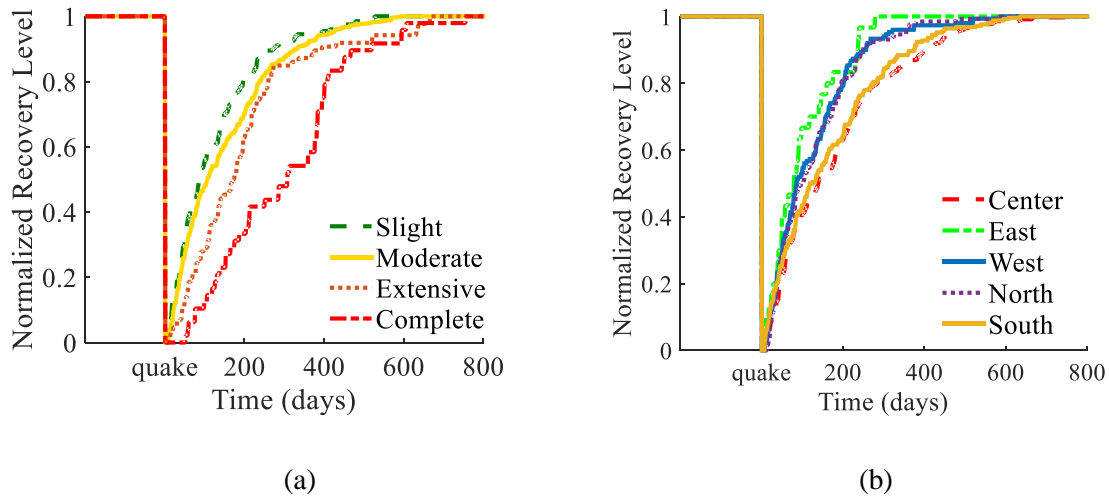 Normalized Recovery Level
1
0.8
0.6
0.4
0.2
0
Slight
Moderate
Extensive
Complete
quake 200 400 600 800
Time (days)
(a)
Normalized Recovery Level
1
0.8
0.6
0.4
0.2
0
Center
East
West
North
South
quake 200 400 600 800
Time (days)
(b)